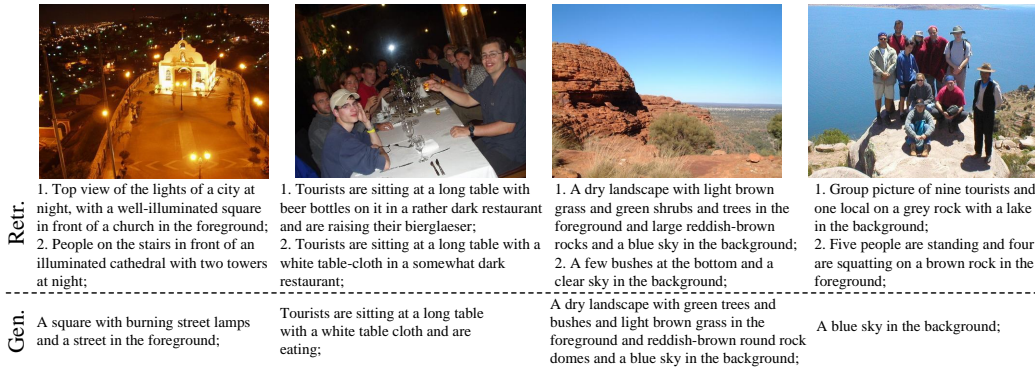 Retr.
1. Top view of the lights of a city at
night, with a well-illuminated square
in front of a church in the foreground;
2. People on the stairs in front of an
illuminated cathedral with two towers
at night;
1. Tourists are sitting at a long table with
beer bottles on it in a rather dark restaurant
and are raising their bierglaeser;
2. Tourists are sitting at a long table with a
white table-cloth in a somewhat dark
restaurant;
1. A dry landscape with light brown
grass and green shrubs and trees in the
foreground and large reddish-brown
rocks and a blue sky in the background;
2. A few bushes at the bottom and a
clear sky in the background;
1. Group picture of nine tourists and
one local on a grey rock with a lake
in the background;
2. Five people are standing and four
are squatting on a brown rock in the
foreground;
Gen.
A square with burning street lamps
and a street in the foreground;
Tourists are sitting at a long table
with a white table cloth and are
eating;
A dry landscape with green trees and
bushes and light brown grass in the
foreground and reddish-brown round rock
domes and a blue sky in the background;
A blue sky in the background;